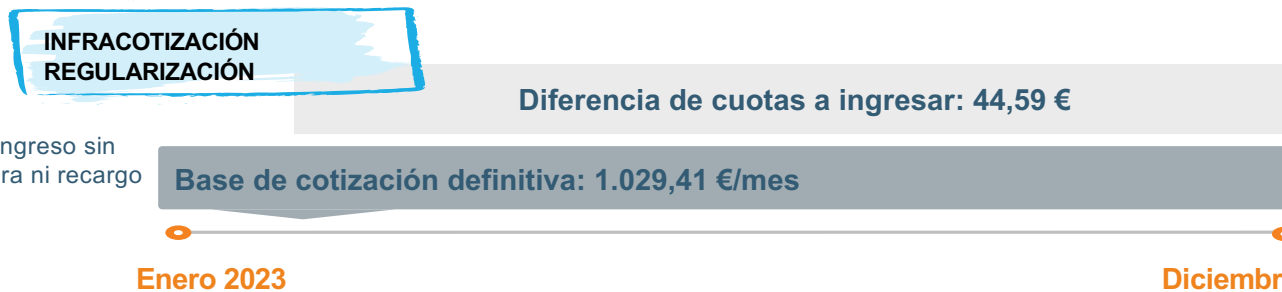 INFRACOTIZACIÓN
REGULARIZACIÓN
Diferencia de cuotas a ingresar: 44,59 €
ngreso sin
ra ni recargo
Base de cotización definitiva: 1.029,41 €/mes
Enero 2023
Diciembr